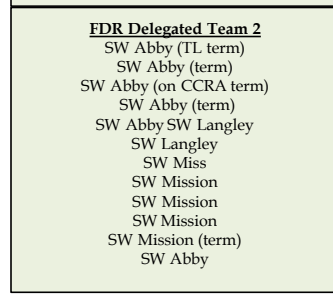 FDR Delegated Team 2
SW Abby (TL term)
SW Abby (term)
SW Abby (on CCRA term)
SW Abby (term)
SW Abby SW Langley
SW Langley
SW Miss
SW Mission
SW Mission
SW Mission
SW Mission (term)
SW Abby